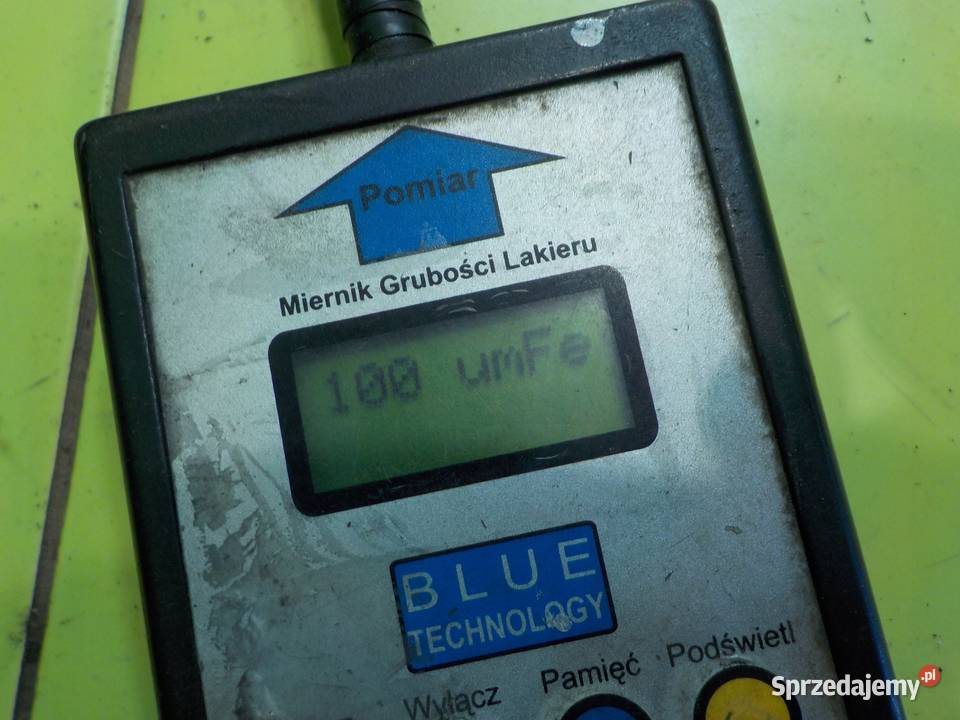 Pomiar
Miernik Grubości Lakieru
100 umFe
BLUE
TECHNOLOGY
Wyłącz Pamięć Podświetl
Sprzedajemy.pl